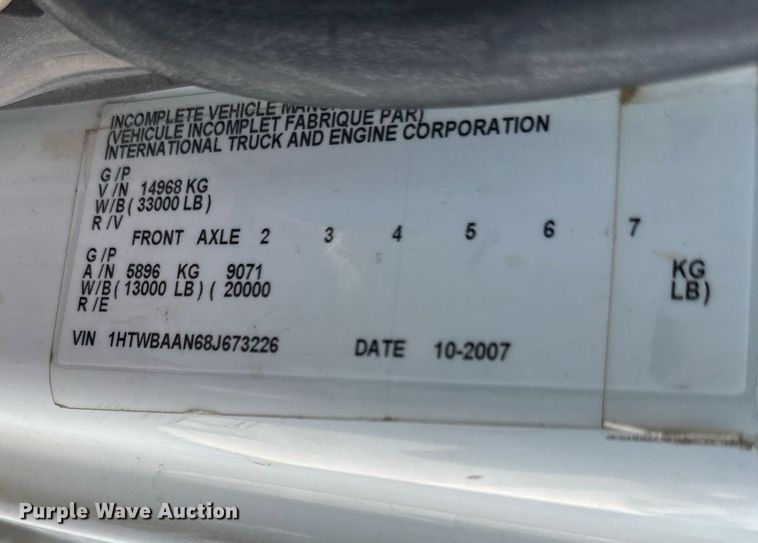 INCOMPLETE VEHICLE
(VEHICULE INCOMPLET FABRIQUE PAR)
INTERNATIONAL TRUCK AND ENGINE CORPORATION
G/P
V/N 14968 KG
W/B (33000 LB)
R/V
FRONT AXLE 2 3 4 5 6 7
G/P
A/N 5896 KG 9071 KG
W/B (13000 LB) (20000 LB)
R/E
VIN 1HTWBAAN68J673226 DATE 10-2007
Purple Wave Auction